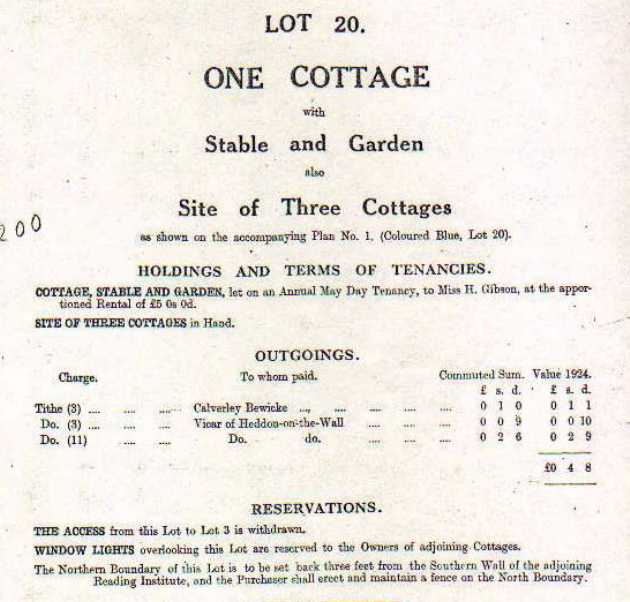 LOT 20.
ONE COTTAGE
with
Stable and Garden
also
Site of Three Cottages
200
as shown on the accompanying Plan No. 1. (Coloured Blue, Lot 20).
HOLDINGS AND TERMS OF TENANCIES.
COTTAGE, STABLE AND GARDEN, let on an Annual May Day Tenancy, to Miss H. Gibson, at the appor-
tioned Rental of £5 0s 0d.
SITE OF THREE COTTAGES in Hand.
OUTGOINGS.
Charge. To whom paid. Commuted Sum. Value 1924.
£ s. d. £ s. d.
Tithe (3) .... .... .... Calverley Bewicke ..., .... .... .... .... 0 1 0 0 1 1
Do. (3) .... .... .... Vicar of Heddon-on-the-Wall .... .... .... 0 0 9 0 0 10
Do. (11) .... .... Do. do. .... .... .... 0 2 6 0 2 9
£0 4 8
RESERVATIONS.
THE ACCESS from this Lot to Lot 3 is withdrawn.
WINDOW LIGHTS overlooking this Lot are reserved to the Owners of adjoining Cottages.
The Northern Boundary of this Lot is to be set back three feet from the Southern Wall of the adjoining
Reading Institute, and the Purchaser shall erect and maintain a fence on the North Boundary.